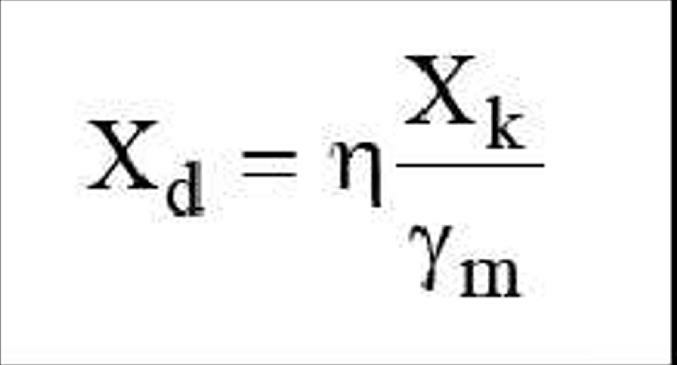 X_d = η X_k / γ_m